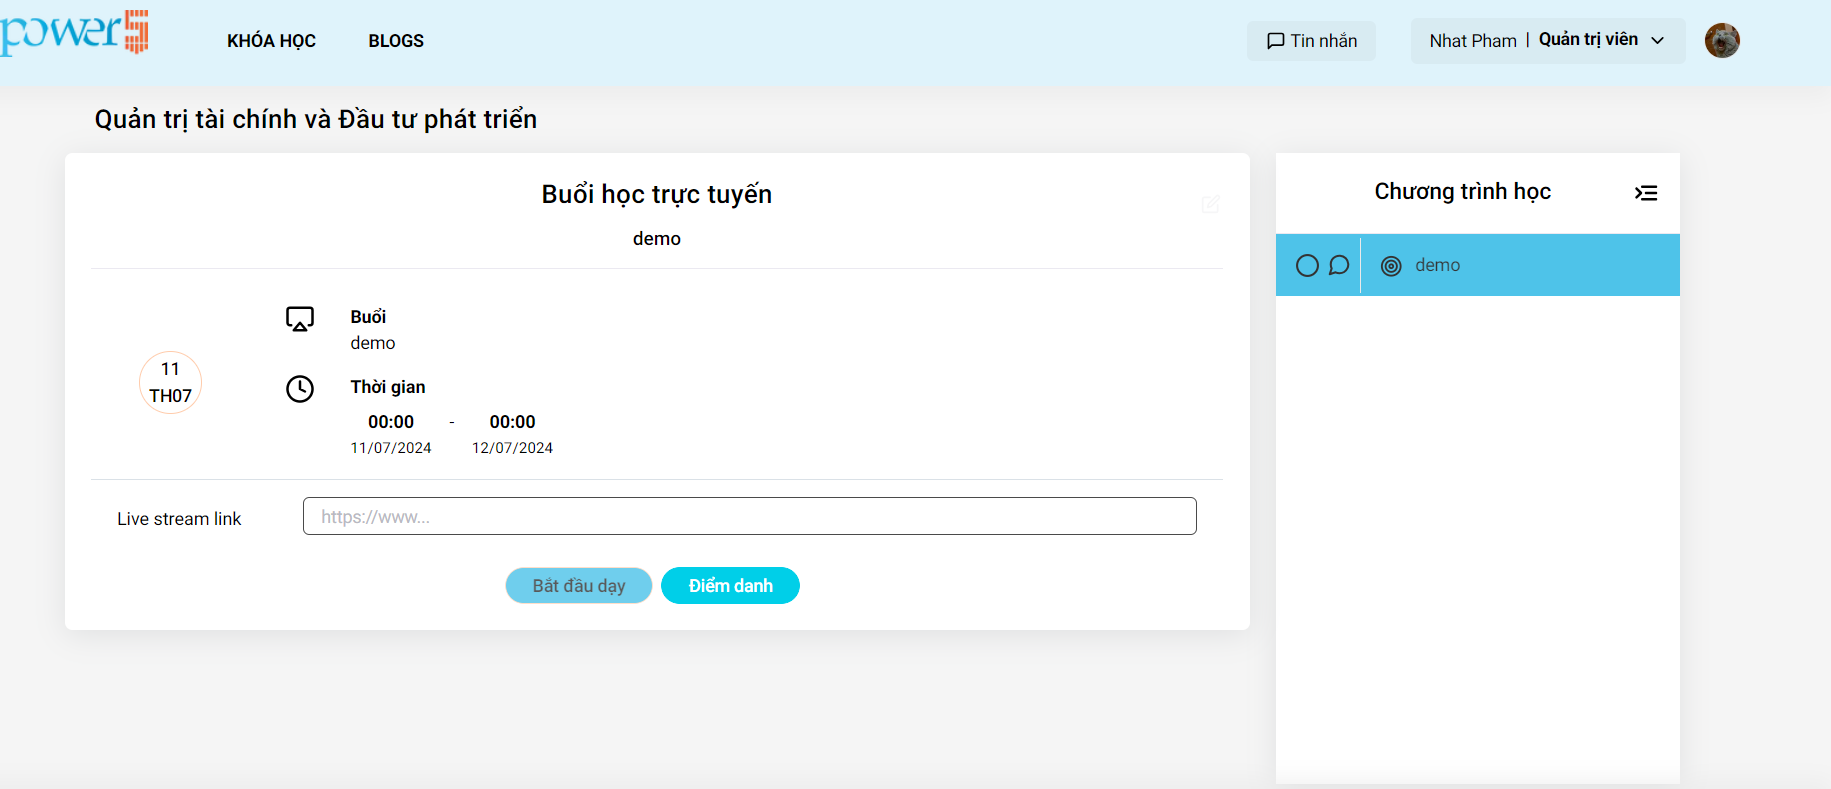 power5
KHÓA HỌC
BLOGS
Tin nhắn
Nhat Pham | Quản trị viên
Quản trị tài chính và Đầu tư phát triển
Buổi học trực tuyến
demo
11
TH07
Buổi
demo
Thời gian
00:00 - 00:00
11/07/2024 12/07/2024
Live stream link
https://www...
Bắt đầu dạy
Điểm danh
Chương trình học
demo